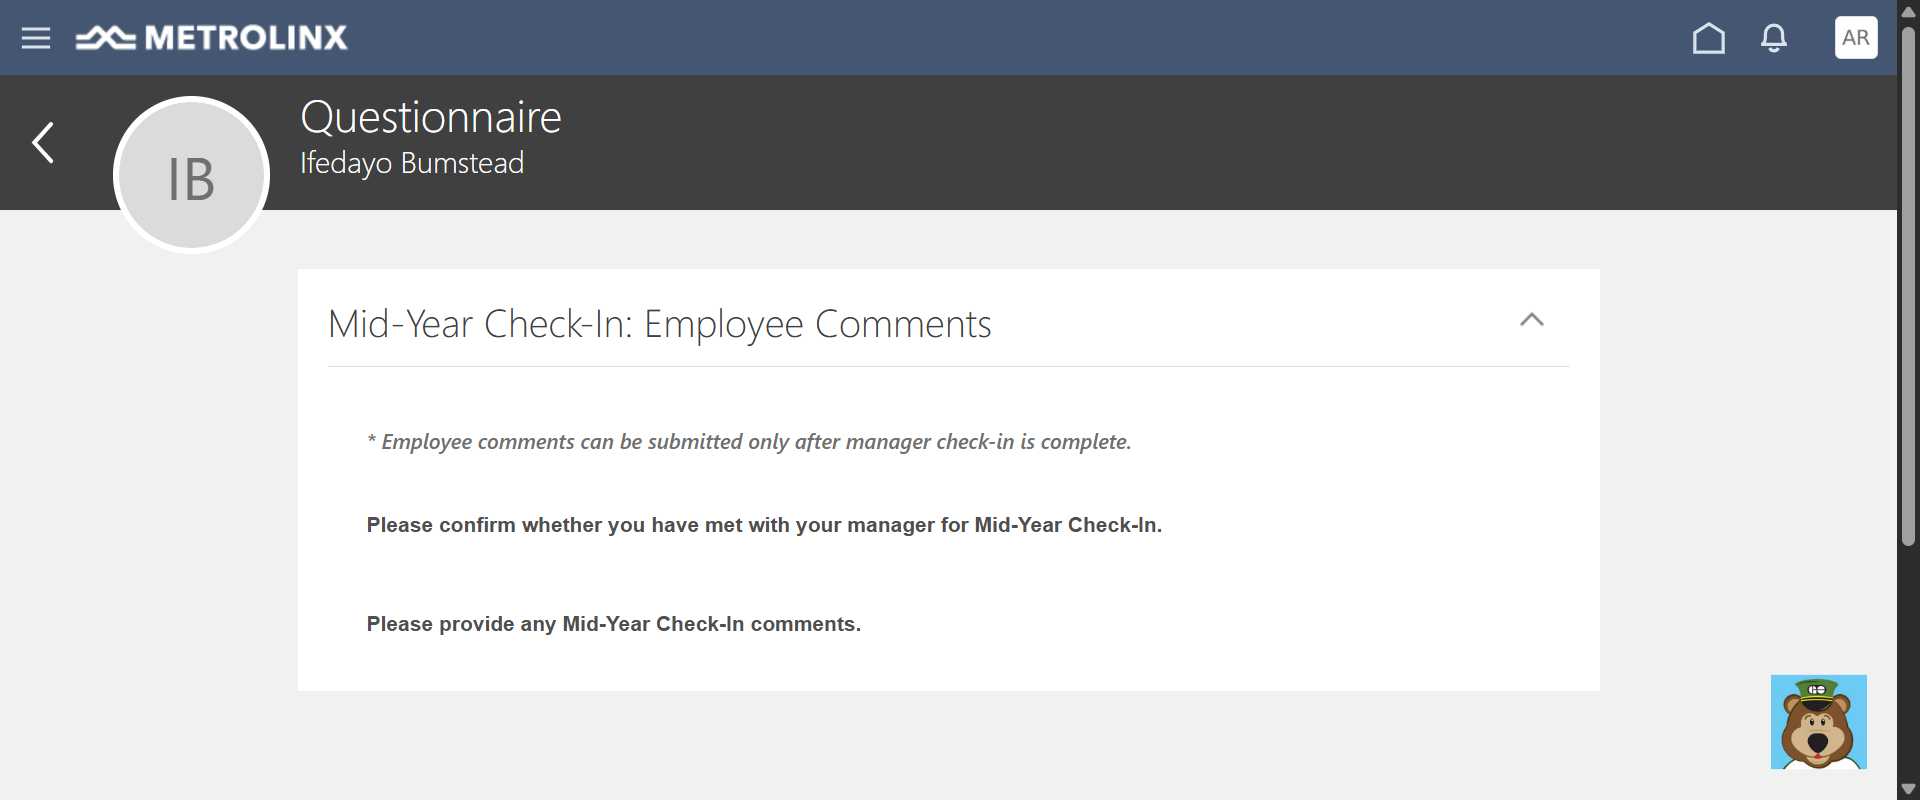 METROLINX
AR
IB
Questionnaire
Ifedayo Bumstead
Mid-Year Check-In: Employee Comments
* Employee comments can be submitted only after manager check-in is complete.
Please confirm whether you have met with your manager for Mid-Year Check-In.
Please provide any Mid-Year Check-In comments.
GO